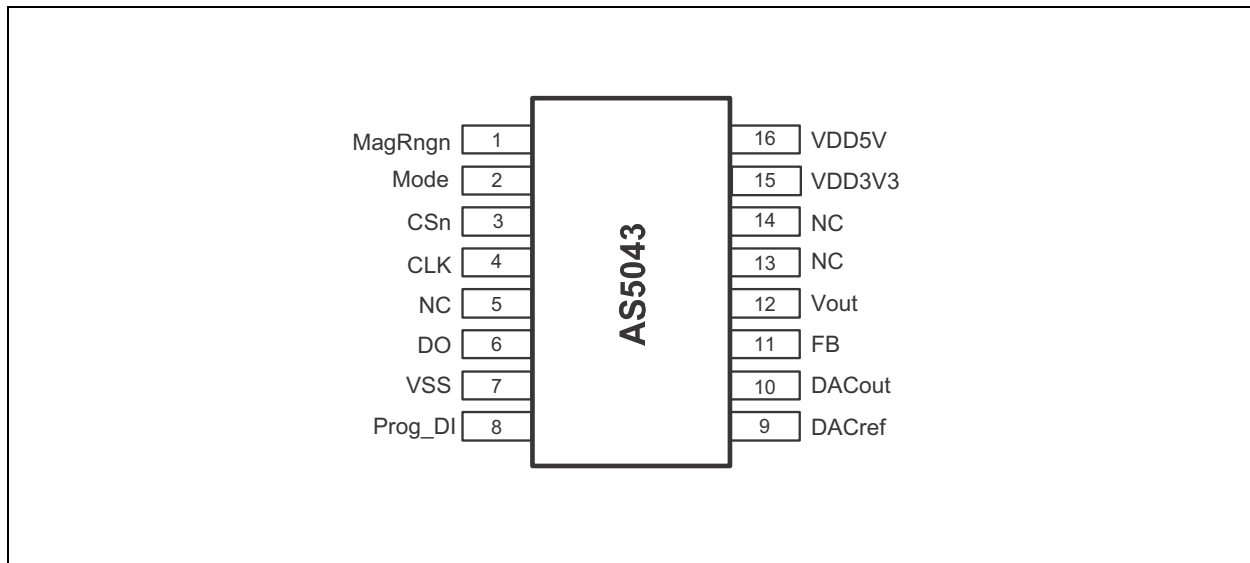 MagRngn 1 16 VDD5V
Mode 2 15 VDD3V3
CSn 3 14 NC
CLK 4 13 NC
NC 5 12 Vout
DO 6 11 FB
VSS 7 10 DACout
Prog_DI 8 9 DACref
AS5043